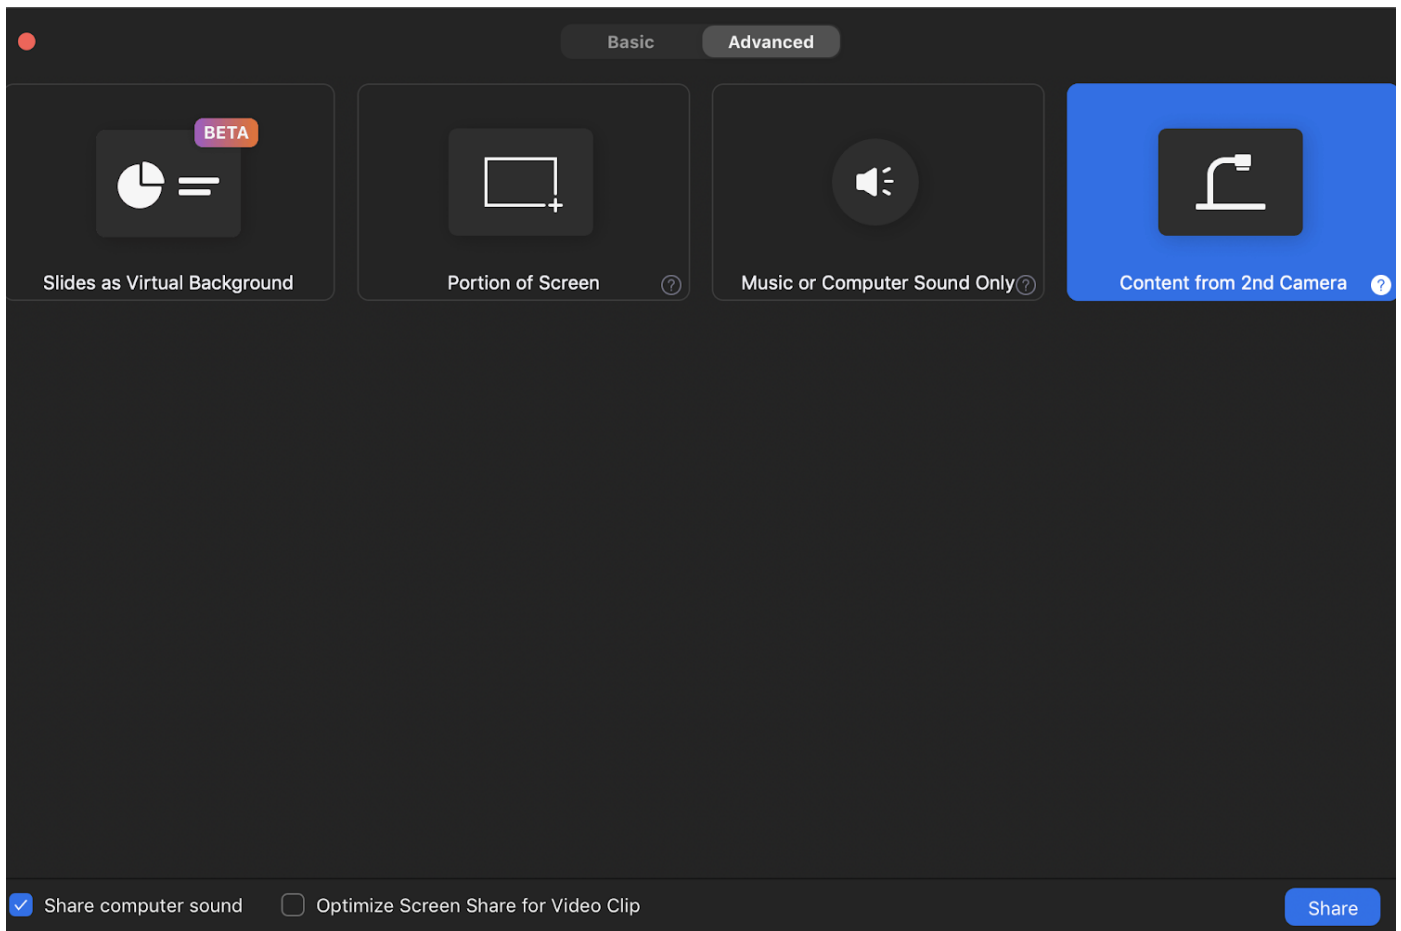 Basic
Advanced
BETA
Slides as Virtual Background
Portion of Screen
?
Music or Computer Sound Only
?
Content from 2nd Camera
?
Share computer sound
Optimize Screen Share for Video Clip
Share